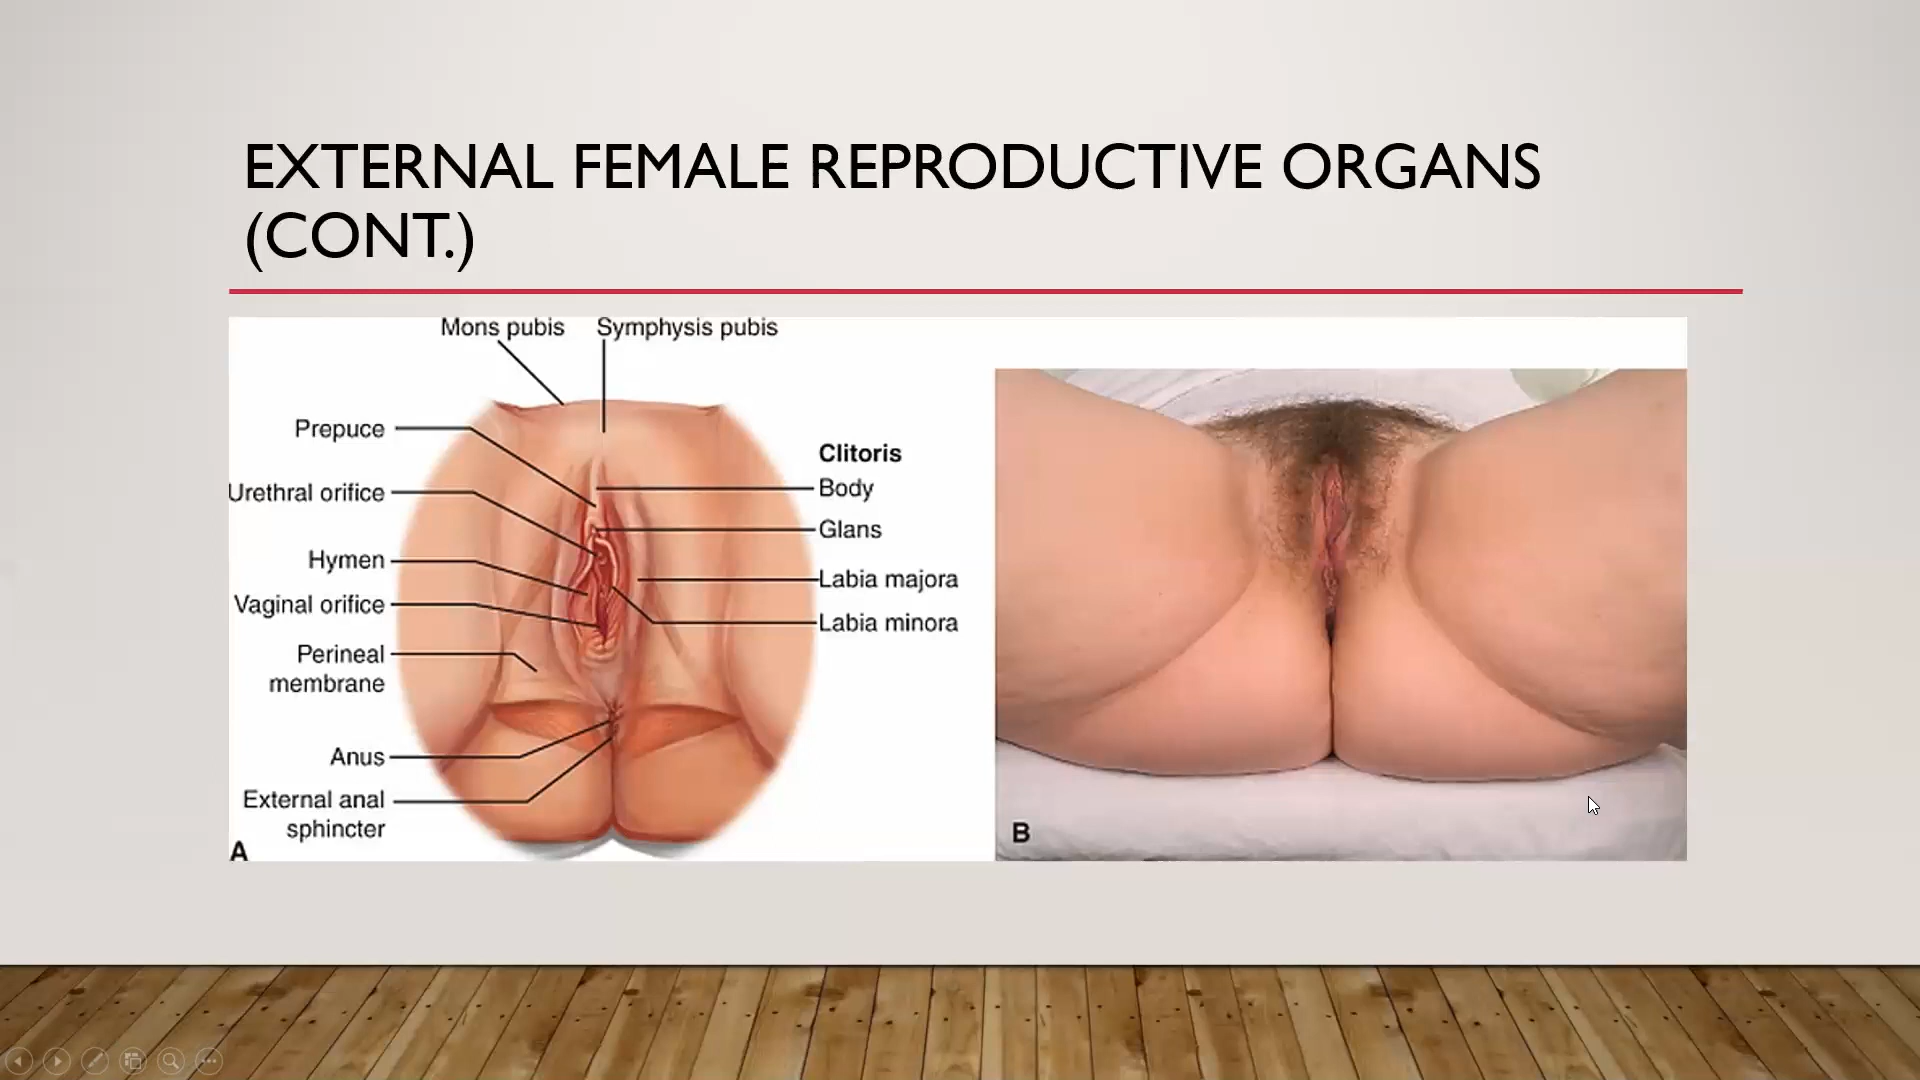 EXTERNAL FEMALE REPRODUCTIVE ORGANS
(CONT.)
Mons pubis
Symphysis pubis
Prepuce
Urethral orifice
Hymen
Vaginal orifice
Perineal
membrane
Anus
External anal
sphincter
A
Clitoris
Body
Glans
Labia majora
Labia minora
B